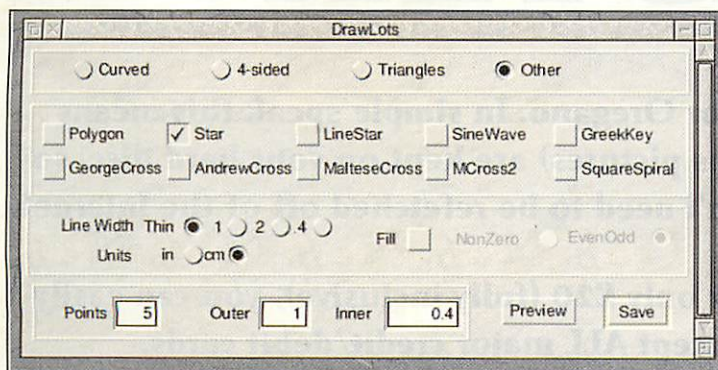 DrawLots
Curved 4-sided Triangles Other
Polygon Star LineStar SineWave GreekKey
GeorgeCross AndrewCross MalteseCross MCross2 SquareSpiral
Line Width Thin 1 2 .4
Fill NonZero EvenOdd
Units in cm
Points 5 Outer 1 Inner 0.4 Preview Save